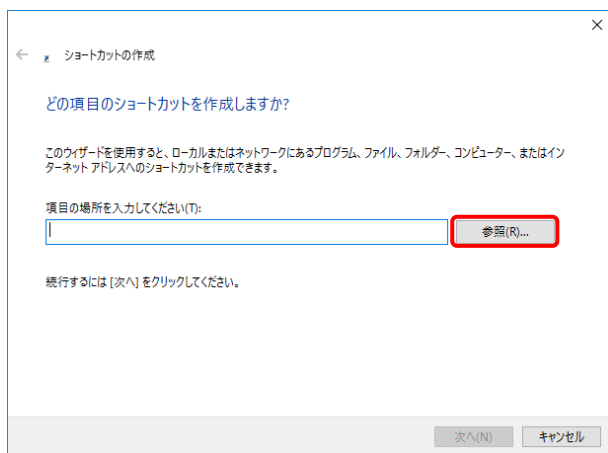 ショートカットの作成
どの項目のショートカットを作成しますか?
このウィザードを使用すると、ローカルまたはネットワークにあるプログラム、ファイル、フォルダー、コンピューター、またはイン
ターネット アドレスへのショートカットを作成できます。
項目の場所を入力してください(T):
参照(R)...
続行するには [次へ] をクリックしてください。
次へ(N) キャンセル